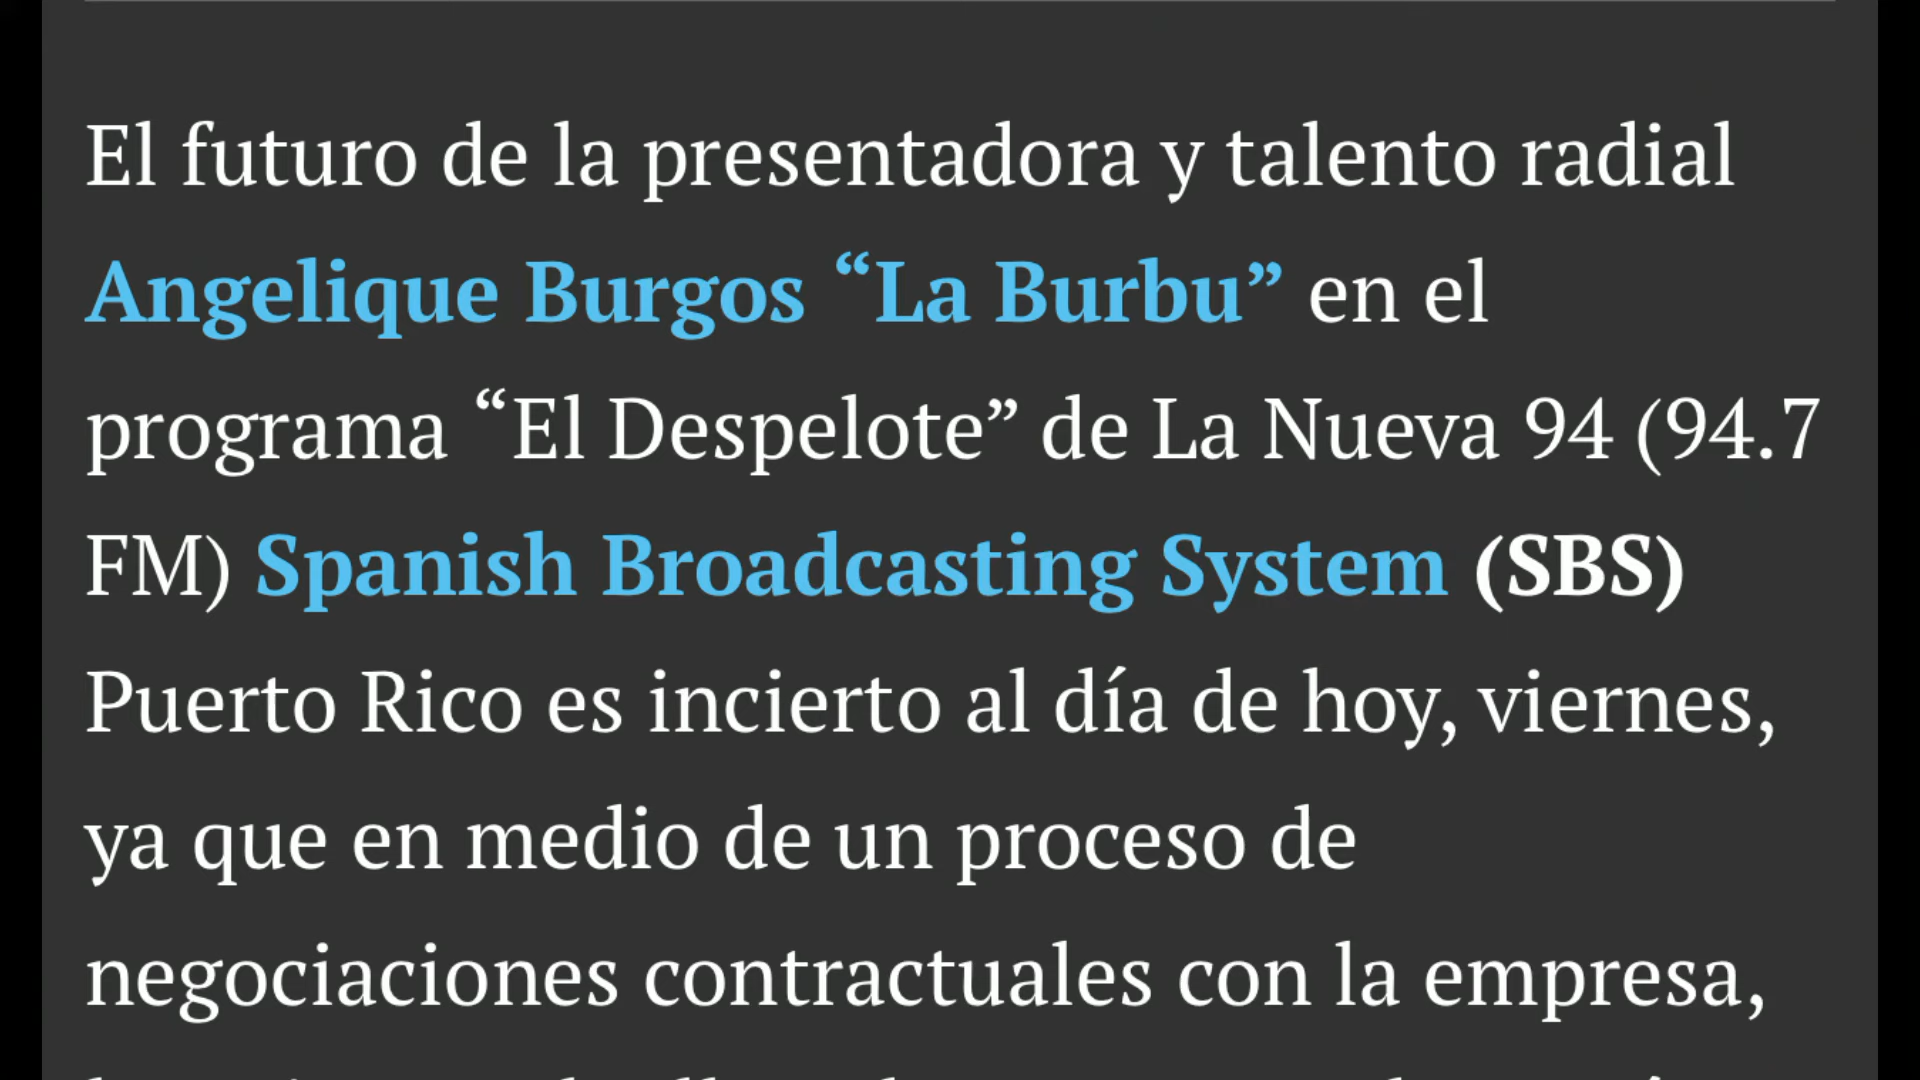 El futuro de la presentadora y talento radial
Angelique Burgos “La Burbu” en el
programa “El Despelote” de La Nueva 94 (94.7
FM) Spanish Broadcasting System (SBS)
Puerto Rico es incierto al día de hoy, viernes,
ya que en medio de un proceso de
negociaciones contractuales con la empresa,